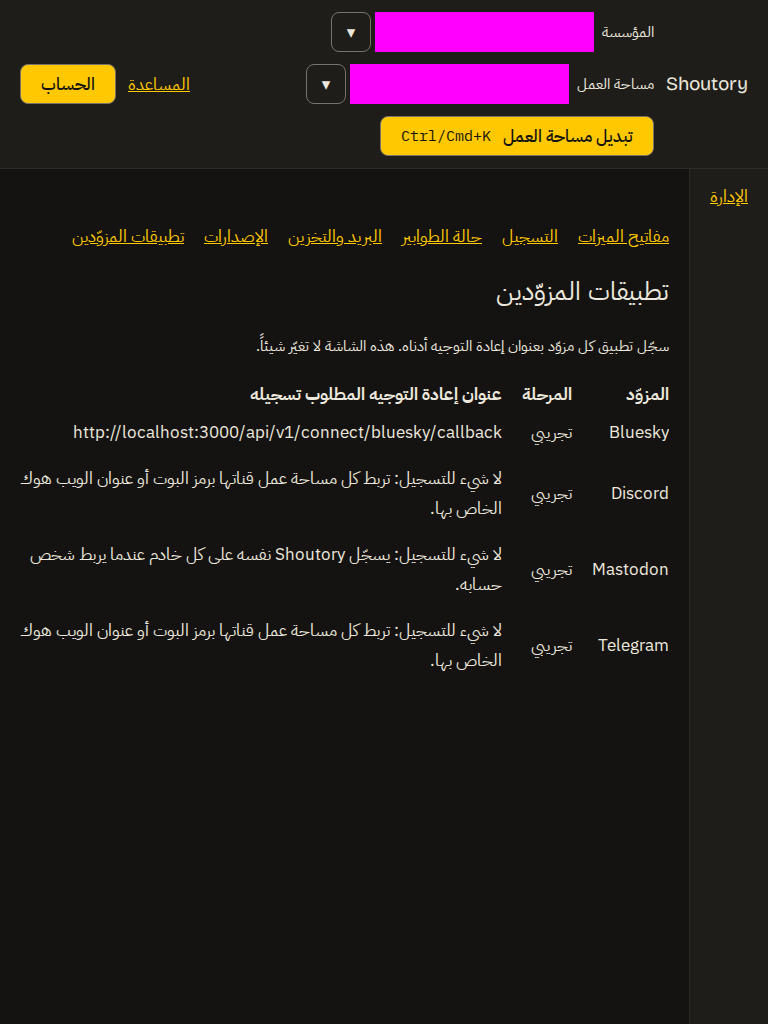 المؤسسة ▼
Shoutory مساحة العمل ▼ المساعدة الحساب
تبديل مساحة العمل Ctrl/Cmd+K
الإدارة
مفاتيح الميزات التسجيل حالة الطوابير البريد والتخزين الإصدارات تطبيقات المزوّدين
تطبيقات المزوّدين
سجّل تطبيق كل مزوّد بعنوان إعادة التوجيه أدناه. هذه الشاشة لا تغيّر شيئاً.
المزوّد المرحلة عنوان إعادة التوجيه المطلوب تسجيله
Bluesky تجريبي http://localhost:3000/api/v1/connect/bluesky/callback
Discord تجريبي لا شيء للتسجيل: تربط كل مساحة عمل قناتها برمز البوت أو عنوان الويب هوك
الخاص بها.
Mastodon تجريبي لا شيء للتسجيل: يسجّل Shoutory نفسه على كل خادم عندما يربط شخص
حسابه.
Telegram تجريبي لا شيء للتسجيل: تربط كل مساحة عمل قناتها برمز البوت أو عنوان الويب هوك
الخاص بها.